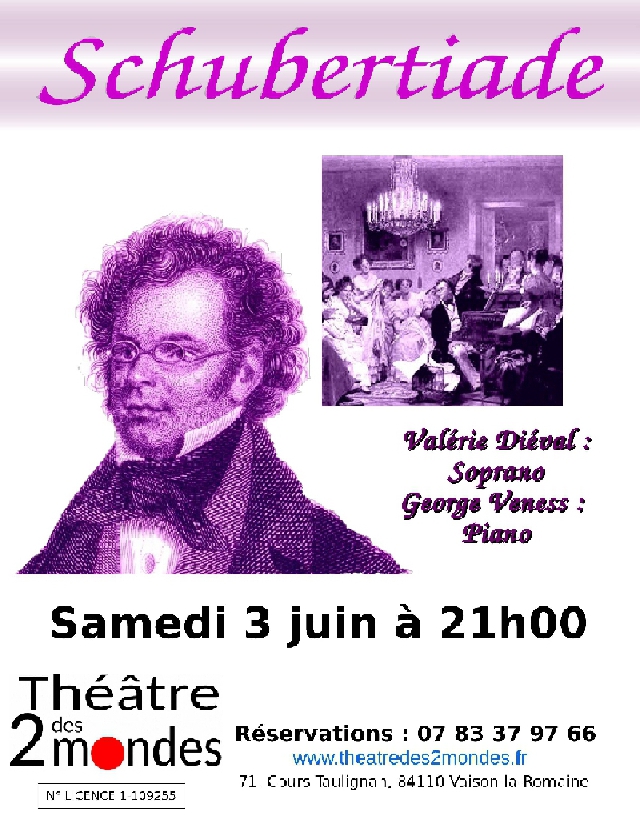 Schubertiade
Valérie Diéval :
Soprano
George Veness :
Piano
Samedi 3 juin à 21h00
Théâtre
des
2 mondes
Réservations : 07 83 37 97 66
www.theatredes2mondes.fr
71 Cours Taulignan, 84110 Vaison la Romaine
N° LICENCE 1-109255